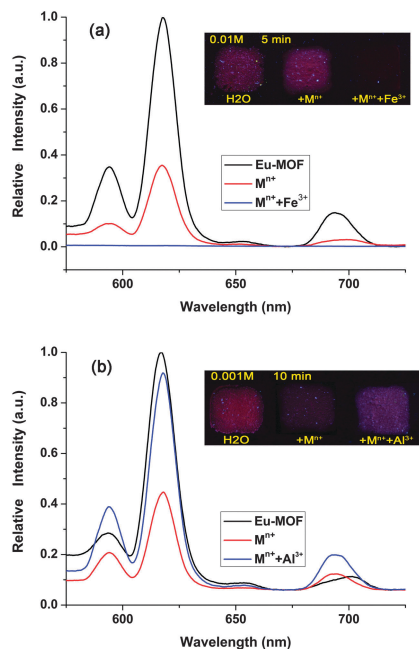 (a)
0.01M 5 min
H2O +Mⁿ⁺ +Mⁿ⁺+Fe³⁺
Eu-MOF
Mⁿ⁺
Mⁿ⁺+Fe³⁺
Relative Intensity (a.u.)
1.0
0.8
0.6
0.4
0.2
0.0
600 650 700
Wavelength (nm)
(b)
0.001M 10 min
H2O +Mⁿ⁺ +Mⁿ⁺+Al³⁺
Eu-MOF
Mⁿ⁺
Mⁿ⁺+Al³⁺
Relative Intensity (a.u.)
1.0
0.8
0.6
0.4
0.2
0.0
600 650 700
Wavelength (nm)